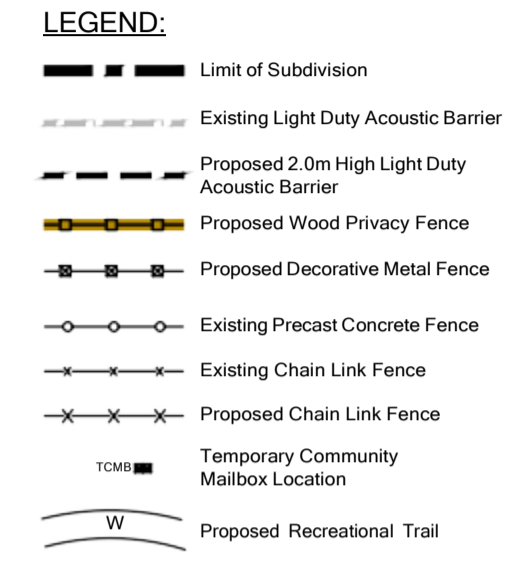 LEGEND:
Limit of Subdivision
Existing Light Duty Acoustic Barrier
Proposed 2.0m High Light Duty
Acoustic Barrier
Proposed Wood Privacy Fence
Proposed Decorative Metal Fence
Existing Precast Concrete Fence
Existing Chain Link Fence
Proposed Chain Link Fence
TCMB
Temporary Community
Mailbox Location
W
Proposed Recreational Trail